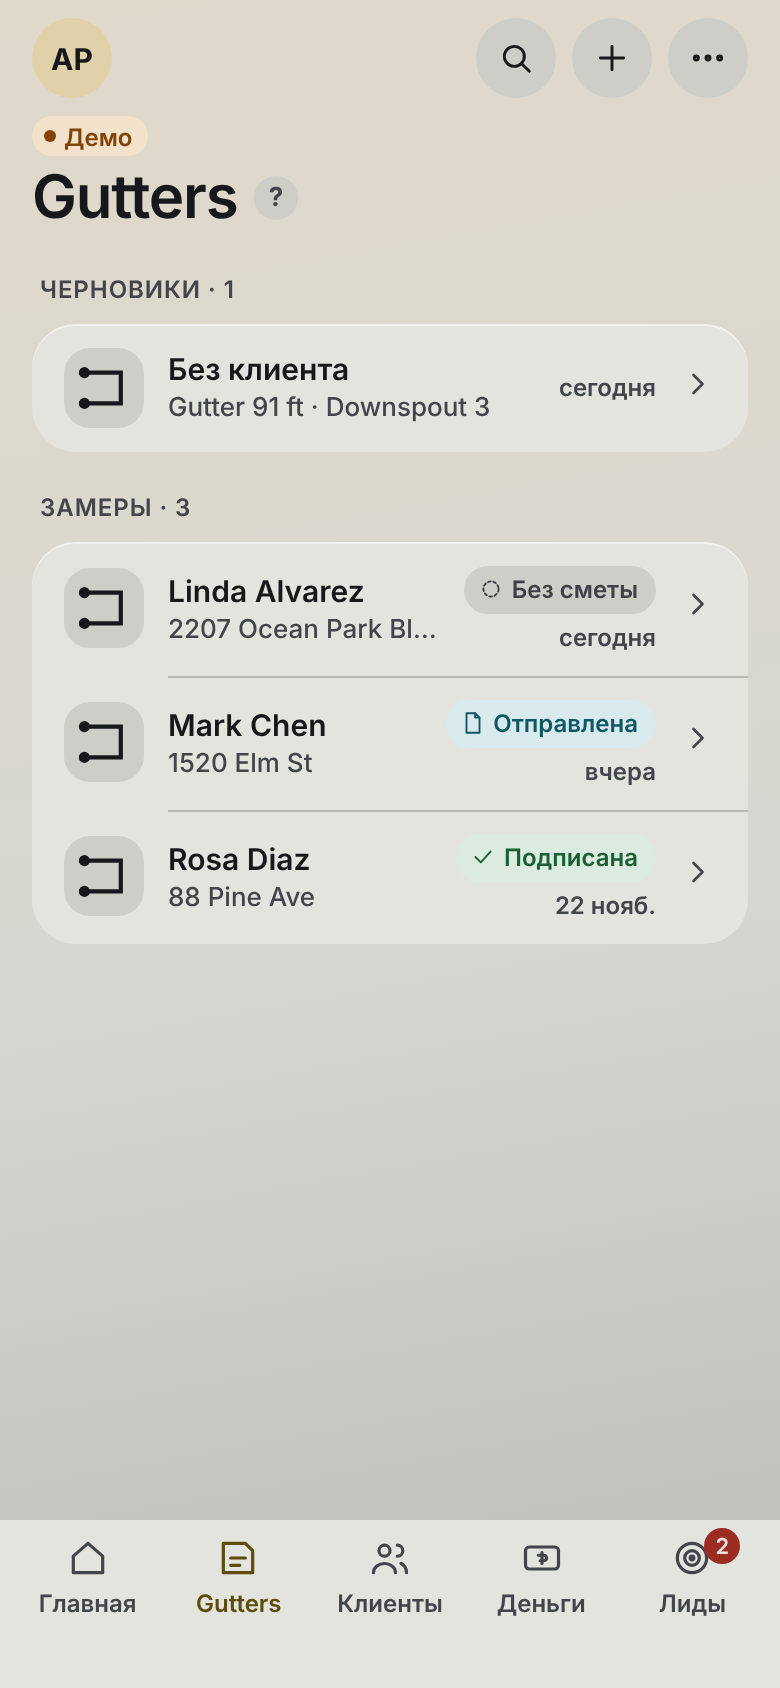 AP
Демо
Gutters ?
ЧЕРНОВИКИ · 1
Без клиента
Gutter 91 ft · Downspout 3
сегодня
ЗАМЕРЫ · 3
Linda Alvarez
2207 Ocean Park Bl...
Без сметы
сегодня
Mark Chen
1520 Elm St
Отправлена
вчера
Rosa Diaz
88 Pine Ave
Подписана
22 нояб.
2
Главная
Gutters
Клиенты
Деньги
Лиды